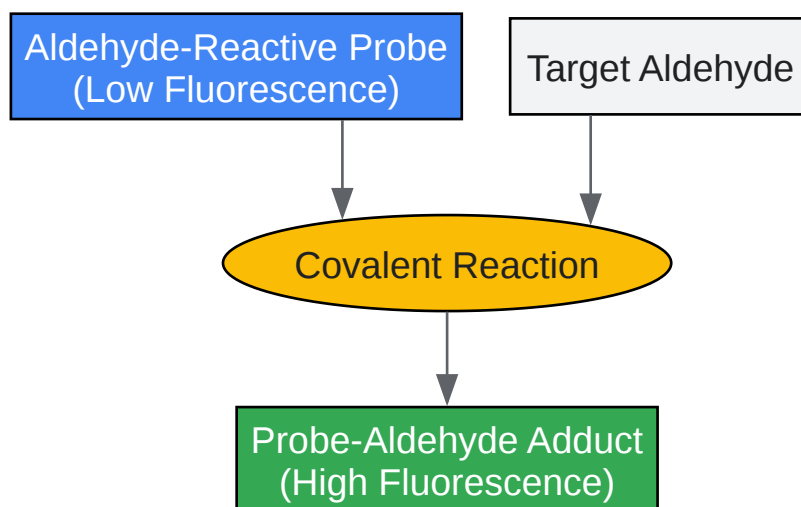 Aldehyde-Reactive Probe
(Low Fluorescence)
Target Aldehyde
Covalent Reaction
Probe-Aldehyde Adduct
(High Fluorescence)